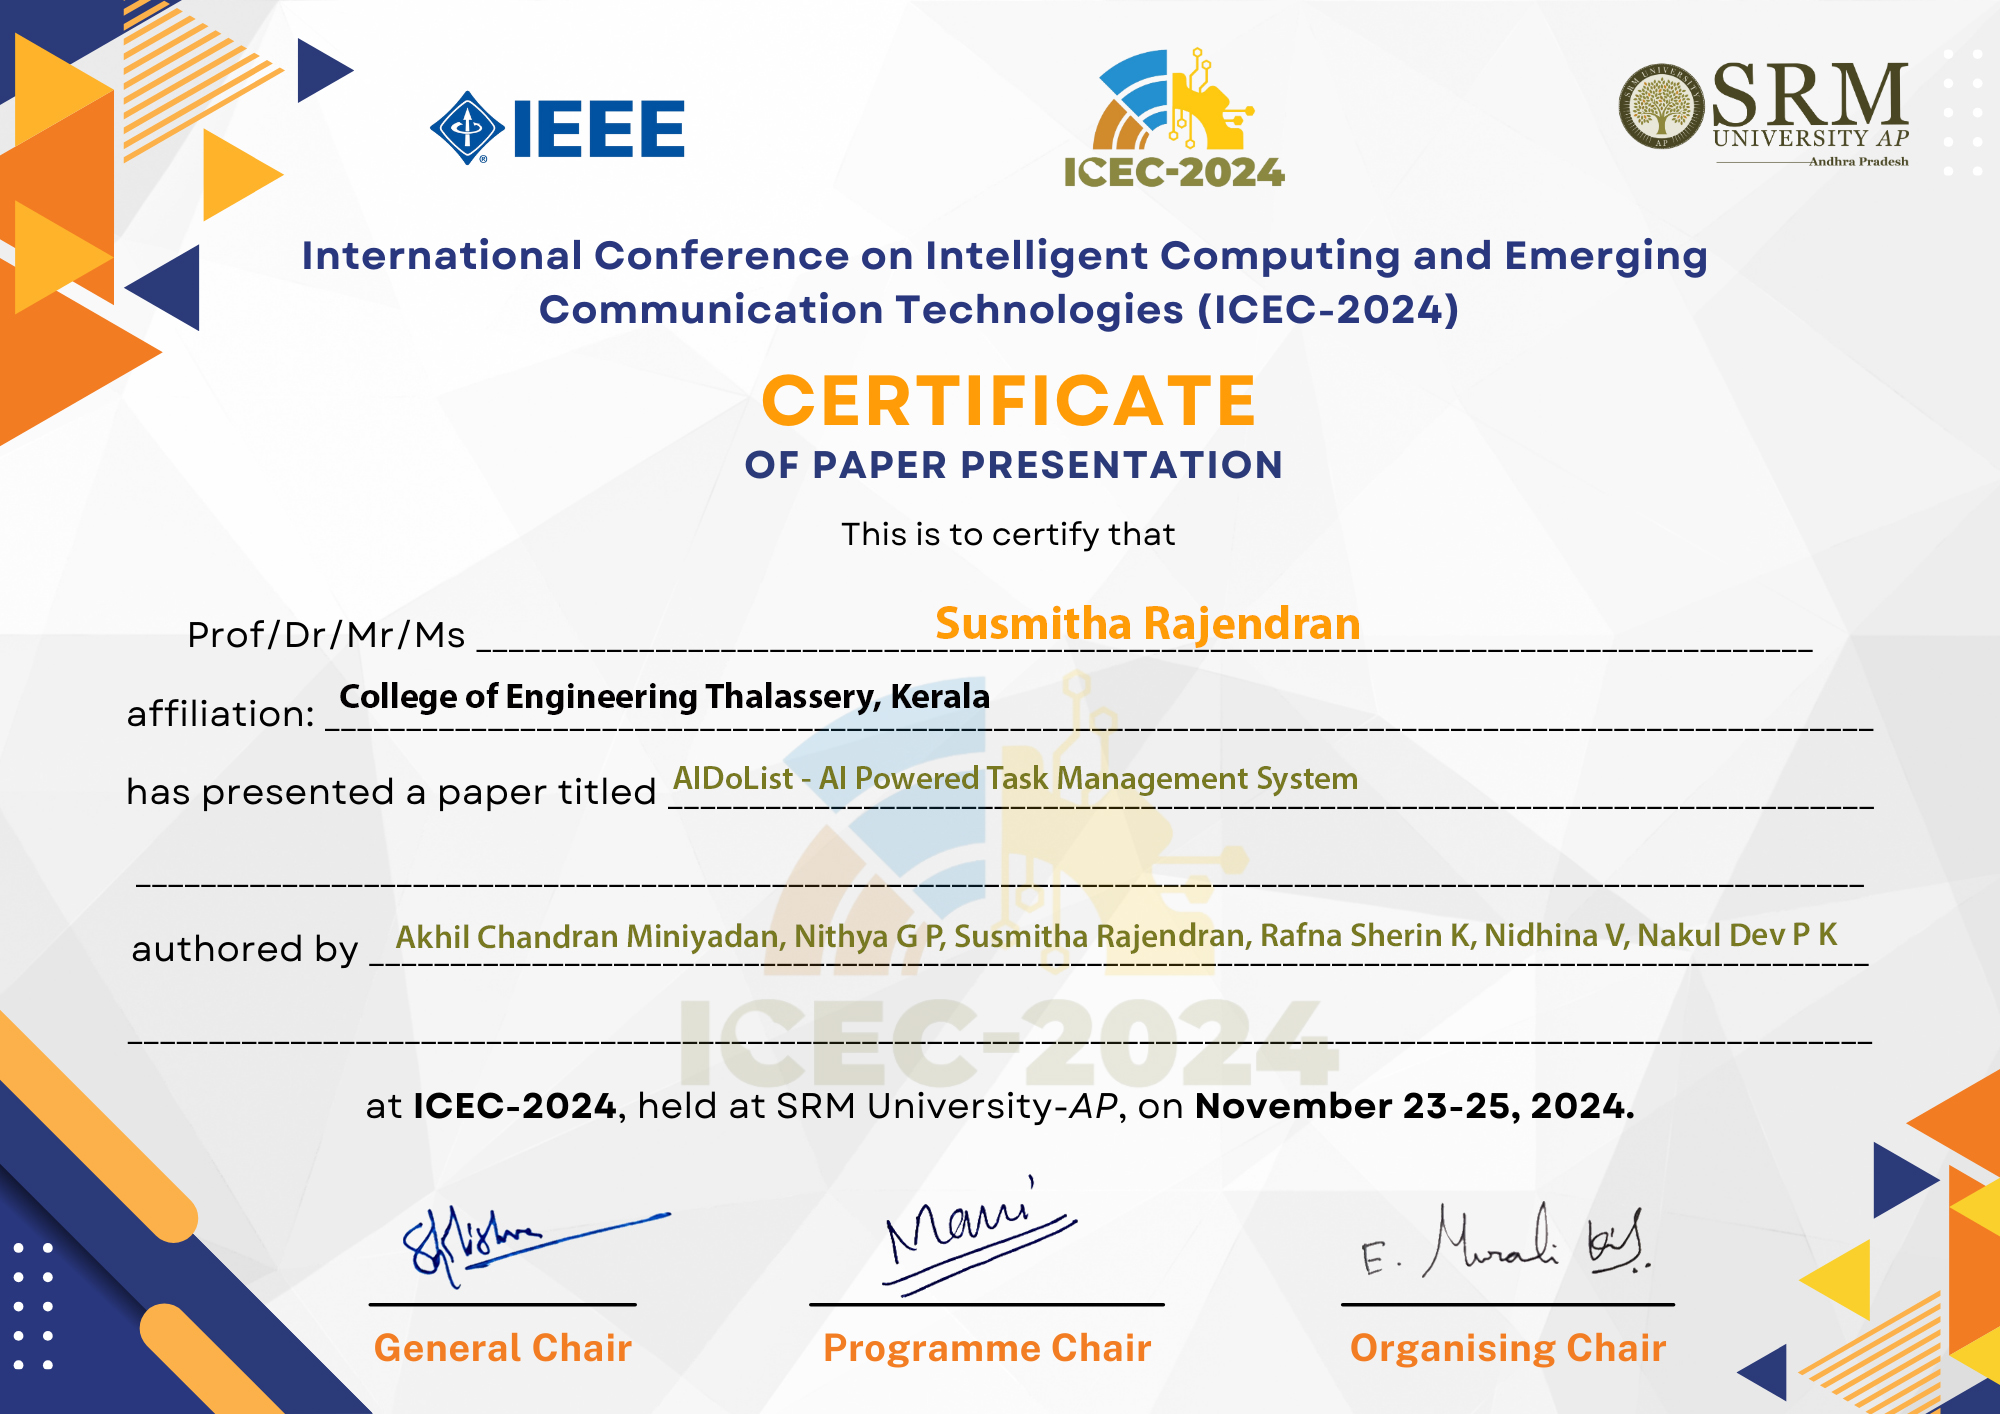 IEEE
ICEC-2024
SRM
UNIVERSITY AP
Andhra Pradesh
International Conference on Intelligent Computing and Emerging
Communication Technologies (ICEC-2024)
CERTIFICATE
OF PAPER PRESENTATION
This is to certify that
Prof/Dr/Mr/Ms Susmitha Rajendran
affiliation: College of Engineering Thalassery, Kerala
has presented a paper titled AIDoList - AI Powered Task Management System
authored by Akhil Chandran Miniyadan, Nithya G P, Susmitha Rajendran, Rafna Sherin K, Nidhina V, Nakul Dev P K
ICEC-2024
at ICEC-2024, held at SRM University-AP, on November 23-25, 2024.
E. Murali
General Chair
Programme Chair
Organising Chair